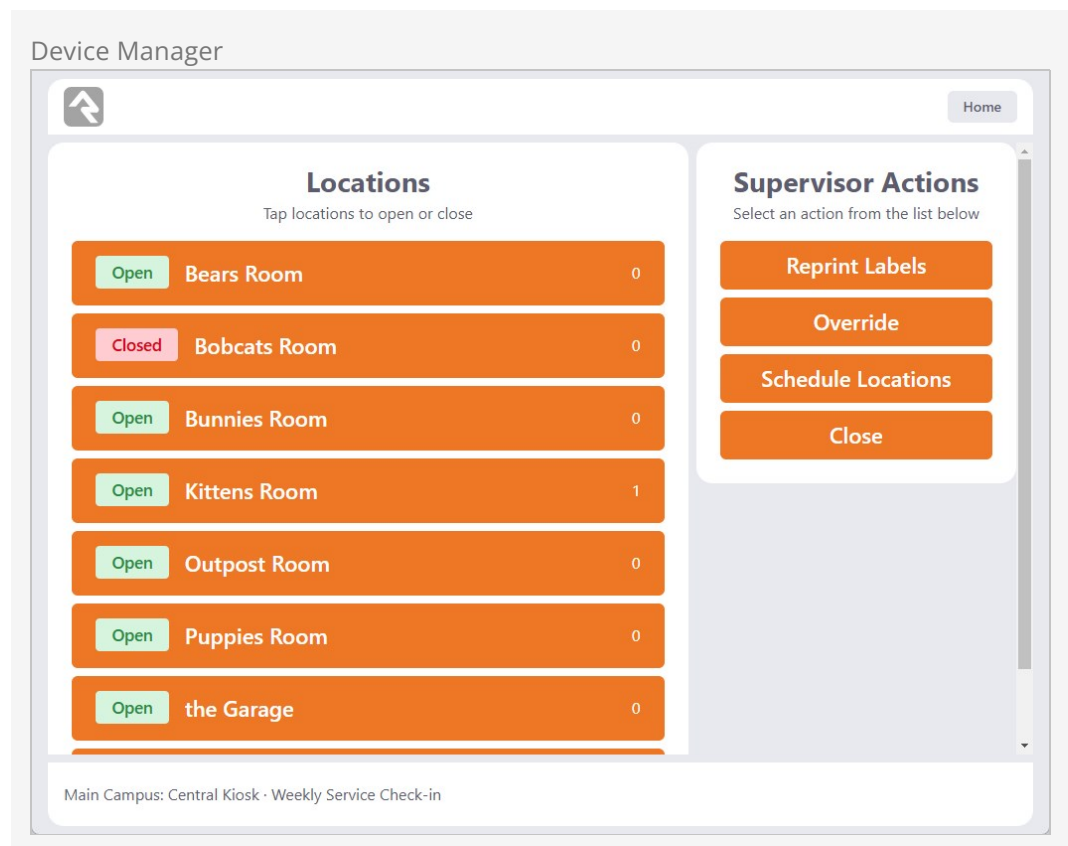 Device Manager
Home
Locations
Tap locations to open or close
Open Bears Room 0
Closed Bobcats Room 0
Open Bunnies Room 0
Open Kittens Room 1
Open Outpost Room 0
Open Puppies Room 0
Open the Garage 0
Supervisor Actions
Select an action from the list below
Reprint Labels
Override
Schedule Locations
Close
Main Campus: Central Kiosk · Weekly Service Check-in